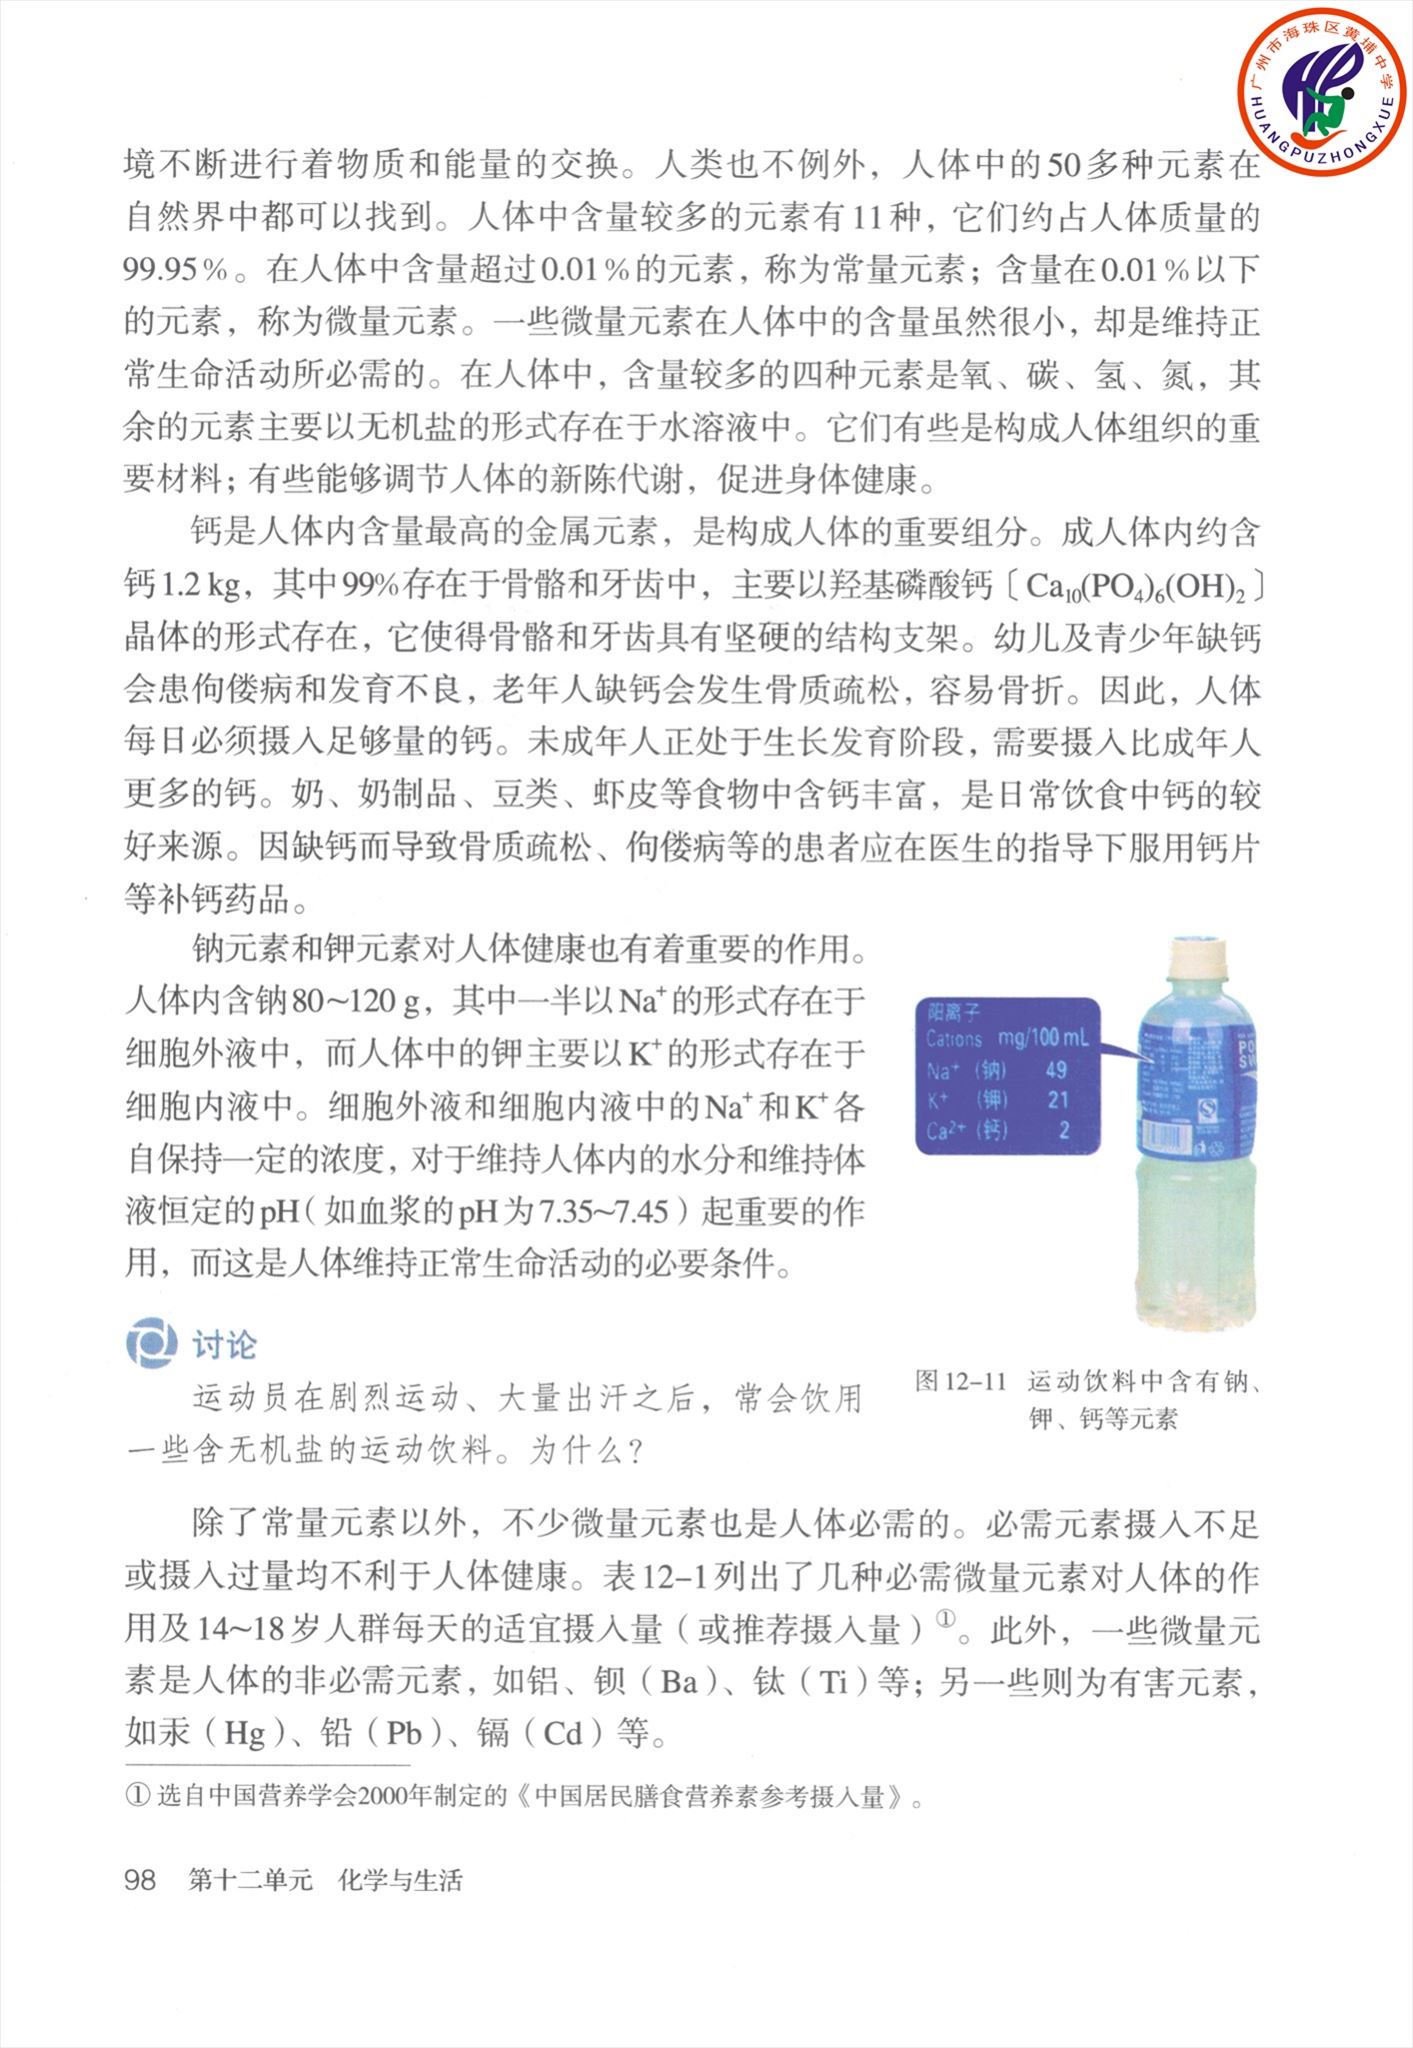 广州市海珠区黄埔中学
HUANGPUZHONGXUE
境不断进行着物质和能量的交换。人类也不例外，人体中的50多种元素在
自然界中都可以找到。人体中含量较多的元素有11种，它们约占人体质量的
99.95%。在人体中含量超过0.01%的元素，称为常量元素；含量在0.01%以下
的元素，称为微量元素。一些微量元素在人体中的含量虽然很小，却是维持正
常生命活动所必需的。在人体中，含量较多的四种元素是氧、碳、氢、氮，其
余的元素主要以无机盐的形式存在于水溶液中。它们有些是构成人体组织的重
要材料；有些能够调节人体的新陈代谢，促进身体健康。
钙是人体内含量最高的金属元素，是构成人体的重要组分。成人体内约含
钙1.2 kg，其中99%存在于骨骼和牙齿中，主要以羟基磷酸钙〔Ca₁₀(PO₄)₆(OH)₂〕
晶体的形式存在，它使得骨骼和牙齿具有坚硬的结构支架。幼儿及青少年缺钙
会患佝偻病和发育不良，老年人缺钙会发生骨质疏松，容易骨折。因此，人体
每日必须摄入足够量的钙。未成年人正处于生长发育阶段，需要摄入比成年人
更多的钙。奶、奶制品、豆类、虾皮等食物中含钙丰富，是日常饮食中钙的较
好来源。因缺钙而导致骨质疏松、佝偻病等的患者应在医生的指导下服用钙片
等补钙药品。
钠元素和钾元素对人体健康也有着重要的作用。
人体内含钠80~120 g，其中一半以Na⁺的形式存在于
细胞外液中，而人体中的钾主要以K⁺的形式存在于
细胞内液中。细胞外液和细胞内液中的Na⁺和K⁺各
自保持一定的浓度，对于维持人体内的水分和维持体
液恒定的pH（如血浆的pH为7.35~7.45）起重要的作
用，而这是人体维持正常生命活动的必要条件。
阳离子
Cations mg/100 mL
Na⁺（钠） 49
K⁺（钾） 21
Ca²⁺（钙） 2
PO
SW
图12-11 运动饮料中含有钠、
钾、钙等元素
讨论
运动员在剧烈运动、大量出汗之后，常会饮用
一些含无机盐的运动饮料。为什么？
除了常量元素以外，不少微量元素也是人体必需的。必需元素摄入不足
或摄入过量均不利于人体健康。表12-1列出了几种必需微量元素对人体的作
用及14~18岁人群每天的适宜摄入量（或推荐摄入量）①。此外，一些微量元
素是人体的非必需元素，如铝、钡（Ba）、钛（Ti）等；另一些则为有害元素，
如汞（Hg）、铅（Pb）、镉（Cd）等。
① 选自中国营养学会2000年制定的《中国居民膳食营养素参考摄入量》。
98 第十二单元 化学与生活